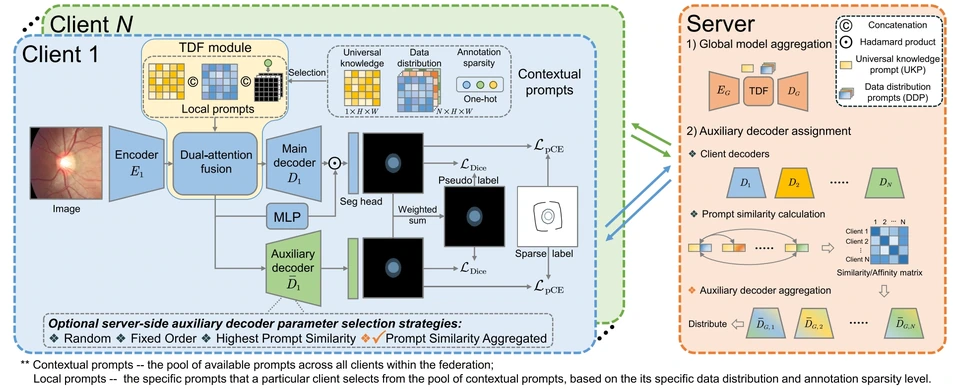 Client N
Client 1
TDF module
©
©
Local prompts
Selection
Universal knowledge
1×H×W
Data distribution
N×H×W
Annotation sparsity
One-hot
Contextual prompts
Image
Encoder
E1
Dual-attention fusion
Main decoder
D1
MLP
Seg head
Auxiliary decoder
D̄1
Weighted sum
Pseudo label
ℒDice
ℒDice
ℒpCE
ℒpCE
Sparse label
Optional server-side auxiliary decoder parameter selection strategies:
❖ Random ❖ Fixed Order ❖ Highest Prompt Similarity ❖✓Prompt Similarity Aggregated
Server
1) Global model aggregation
EG
TDF
DG
© Concatenation
⊙ Hadamard product
Universal knowledge prompt (UKP)
Data distribution prompts (DDP)
2) Auxiliary decoder assignment
❖ Client decoders
D1 D2 ····· DN
❖ Prompt similarity calculation
·····
1 2 ··· N
Client 1
Client 2
⋮
Client N
Similarity/Affinity matrix
❖ Auxiliary decoder aggregation
Distribute
D̄G,1 D̄G,2 ····· D̄G,N
** Contextual prompts -- the pool of available prompts across all clients within the federation;
Local prompts -- the specific prompts that a particular client selects from the pool of contextual prompts, based on the its specific data distribution and annotation sparsity level.